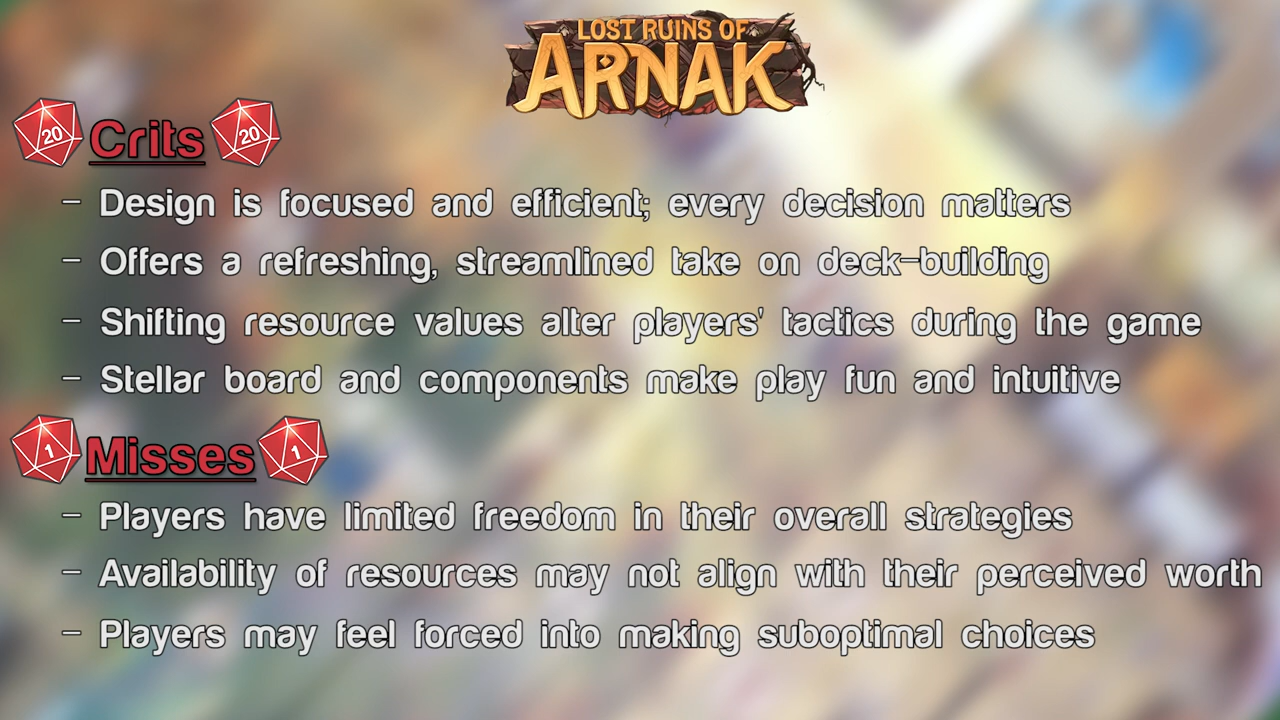 LOST RUINS OF
ARNAK
20 Crits 20
– Design is focused and efficient; every decision matters
– Offers a refreshing, streamlined take on deck-building
– Shifting resource values alter players' tactics during the game
– Stellar board and components make play fun and intuitive
1 Misses 1
– Players have limited freedom in their overall strategies
– Availability of resources may not align with their perceived worth
– Players may feel forced into making suboptimal choices